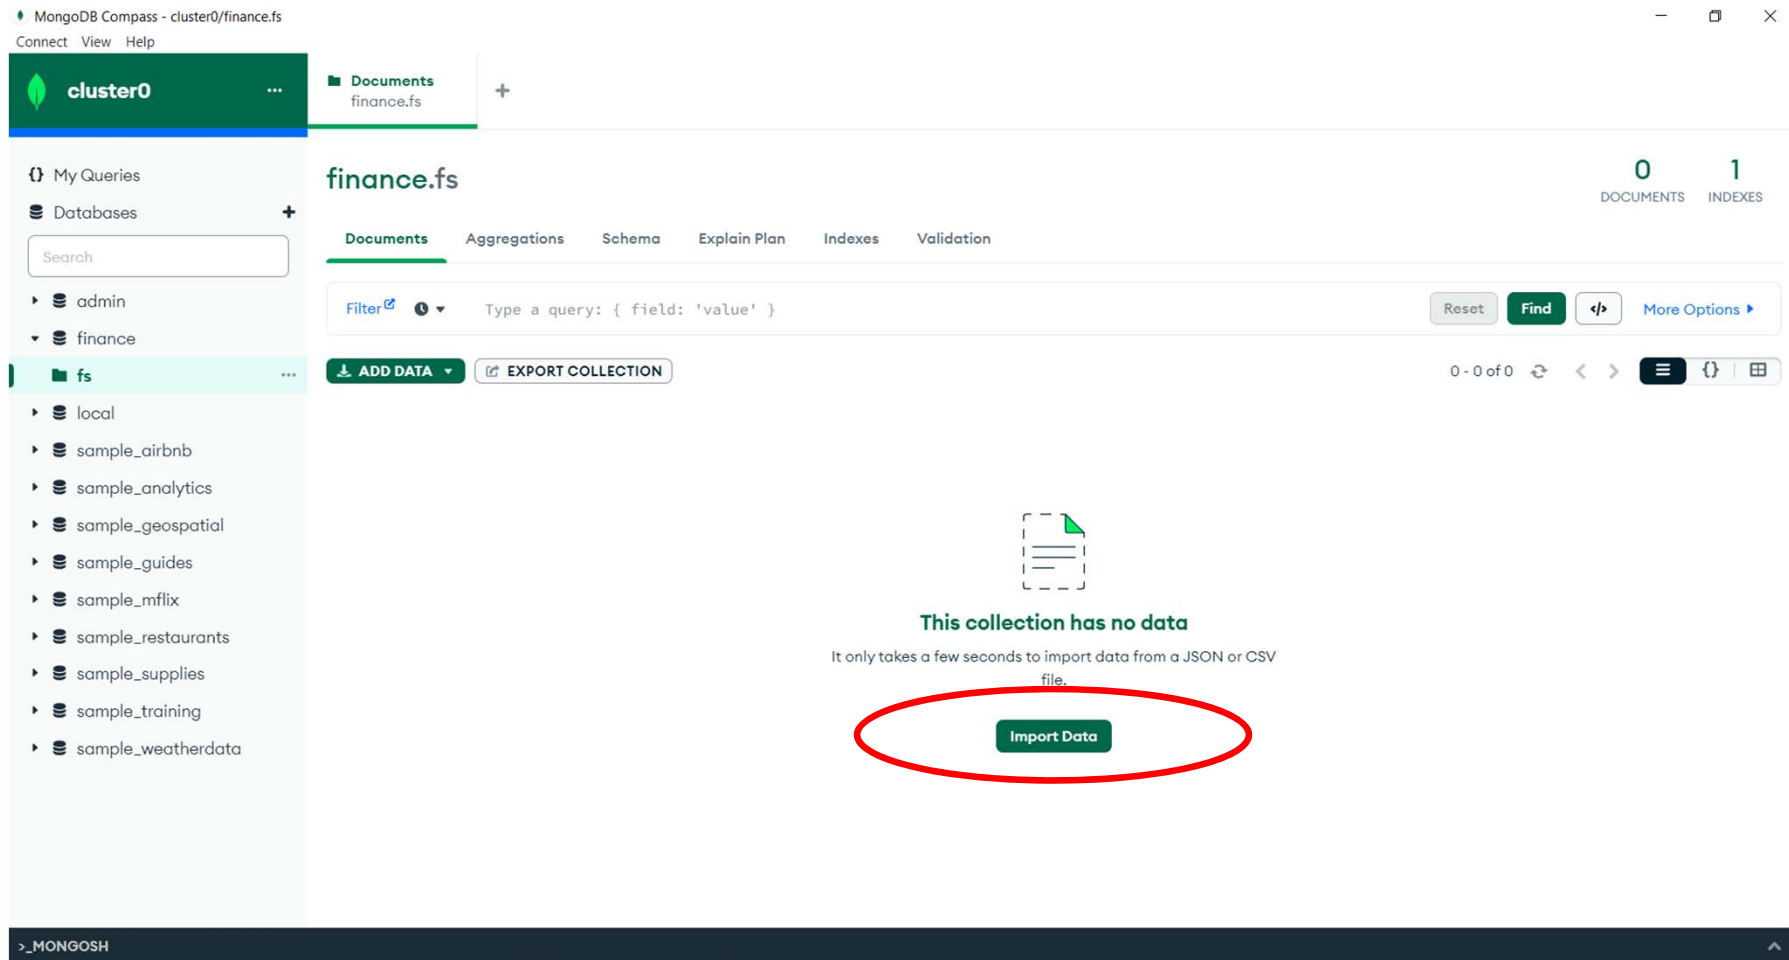 MongoDB Compass - cluster0/finance.fs
Connect View Help
cluster0 ...
Documents
finance.fs
+
{} My Queries
Databases +
Search
admin
finance
fs ...
local
sample_airbnb
sample_analytics
sample_geospatial
sample_guides
sample_mflix
sample_restaurants
sample_supplies
sample_training
sample_weatherdata
finance.fs
0 DOCUMENTS
1 INDEXES
Documents Aggregations Schema Explain Plan Indexes Validation
Filter Type a query: { field: 'value' } Reset Find </> More Options
ADD DATA EXPORT COLLECTION 0 - 0 of 0 {}
This collection has no data
It only takes a few seconds to import data from a JSON or CSV
file.
Import Data
>_MONGOSH